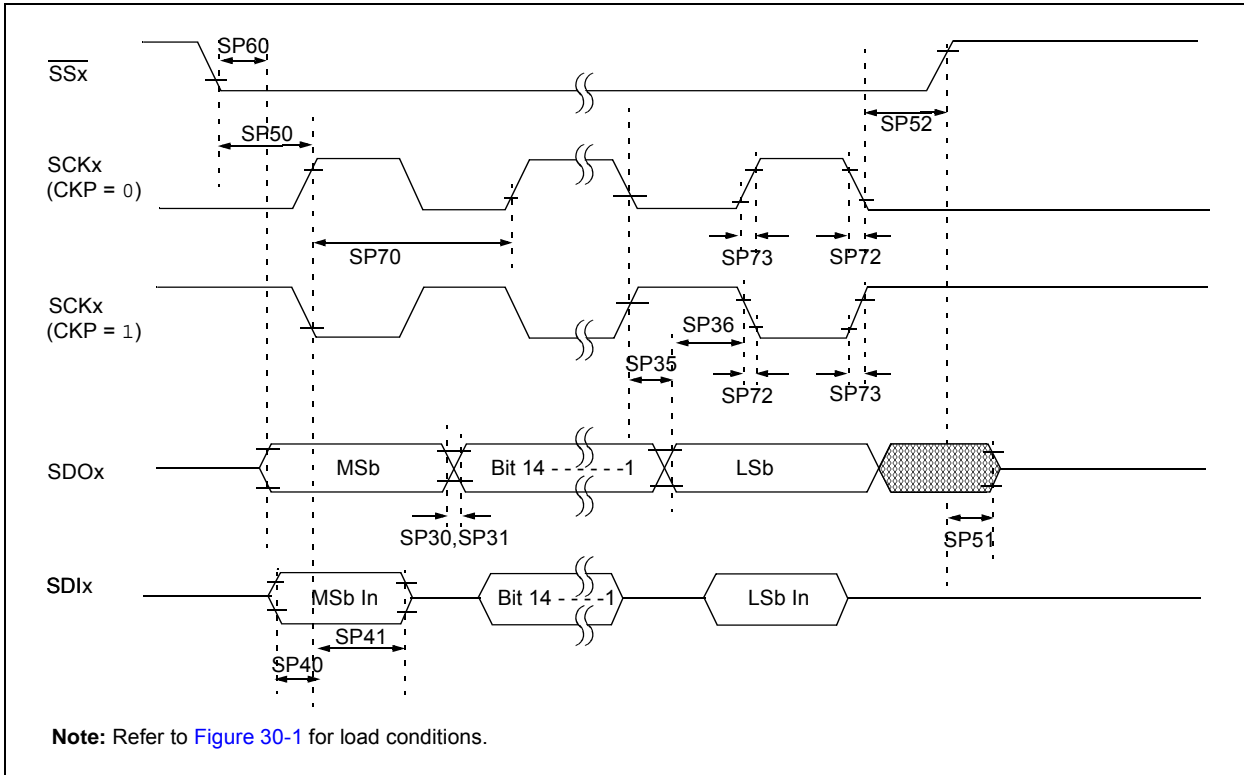 SP60
SSx
SP50
SP52
SCKx
(CKP = 0)
SP70
SP73
SP72
SCKx
(CKP = 1)
SP36
SP35
SP72
SP73
SDOx
MSb
Bit 14 - - - - - -1
LSb
SP30,SP31
SP51
SDIx
MSb In
Bit 14 - - - -1
LSb In
SP41
SP40
Note: Refer to Figure 30-1 for load conditions.